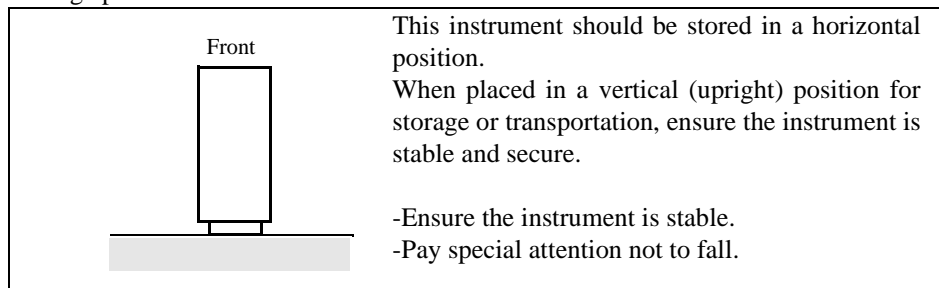 Front
This instrument should be stored in a horizontal
position.
When placed in a vertical (upright) position for
storage or transportation, ensure the instrument is
stable and secure.
-Ensure the instrument is stable.
-Pay special attention not to fall.